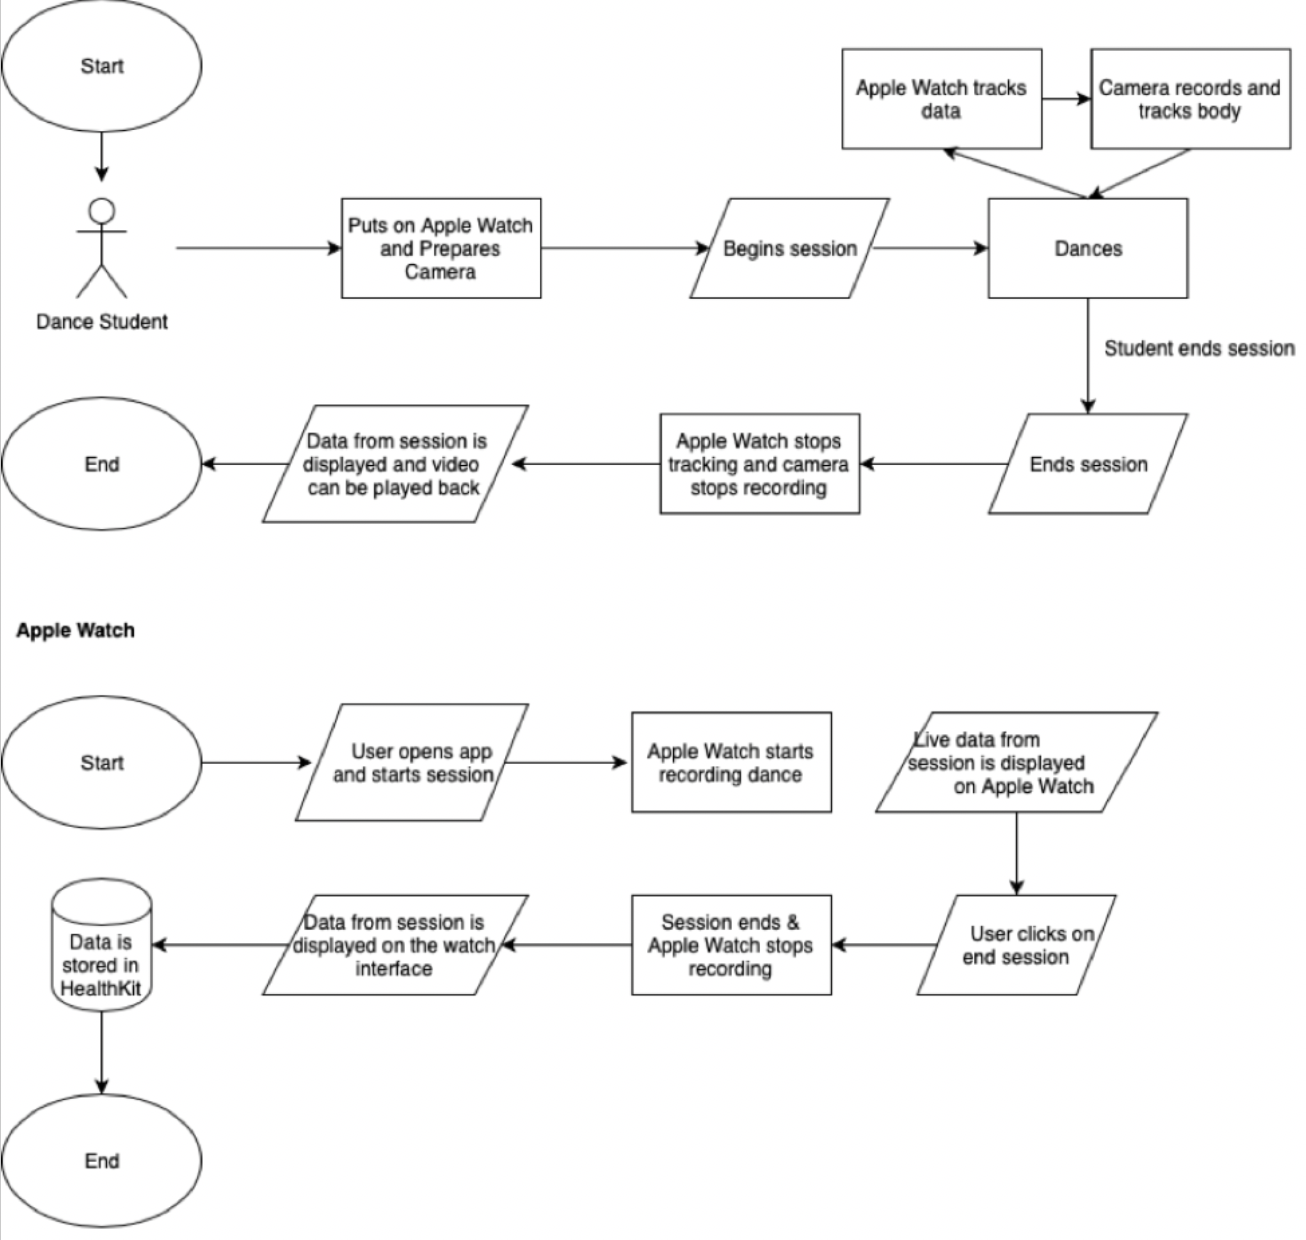 Start
Apple Watch tracks
data
Camera records and
tracks body
Puts on Apple Watch
and Prepares
Camera
Begins session
Dances
Dance Student
Student ends session
End
Data from session is
displayed and video
can be played back
Apple Watch stops
tracking and camera
stops recording
Ends session
Apple Watch
Start
User opens app
and starts session
Apple Watch starts
recording dance
Live data from
session is displayed
on Apple Watch
Data is
stored in
HealthKit
Data from session is
displayed on the watch
interface
Session ends &
Apple Watch stops
recording
User clicks on
end session
End